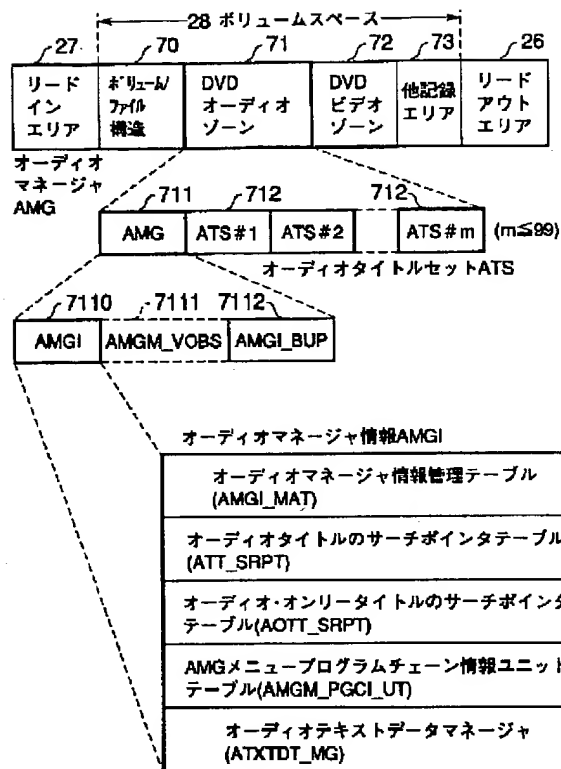 28 ボリュームスペース
27 70 71 72 73 26
リード
イン
エリア
ボリューム/
ファイル
構造
DVD
オーディオ
ゾーン
DVD
ビデオ
ゾーン
他記録
エリア
リード
アウト
エリア
オーディオ
マネージャ
AMG
711 712 712
AMG ATS#1 ATS#2 ATS#m (m≦99)
オーディオタイトルセットATS
7110 7111 7112
AMGI AMGM_VOBS AMGI_BUP
オーディオマネージャ情報AMGI
オーディオマネージャ情報管理テーブル
(AMGI_MAT)
オーディオタイトルのサーチポインタテーブル
(ATT_SRPT)
オーディオ・オンリータイトルのサーチポインタ
テーブル(AOTT_SRPT)
AMGメニュープログラムチェーン情報ユニット
テーブル(AMGM_PGCI_UT)
オーディオテキストデータマネージャ
(ATXTDT_MG)